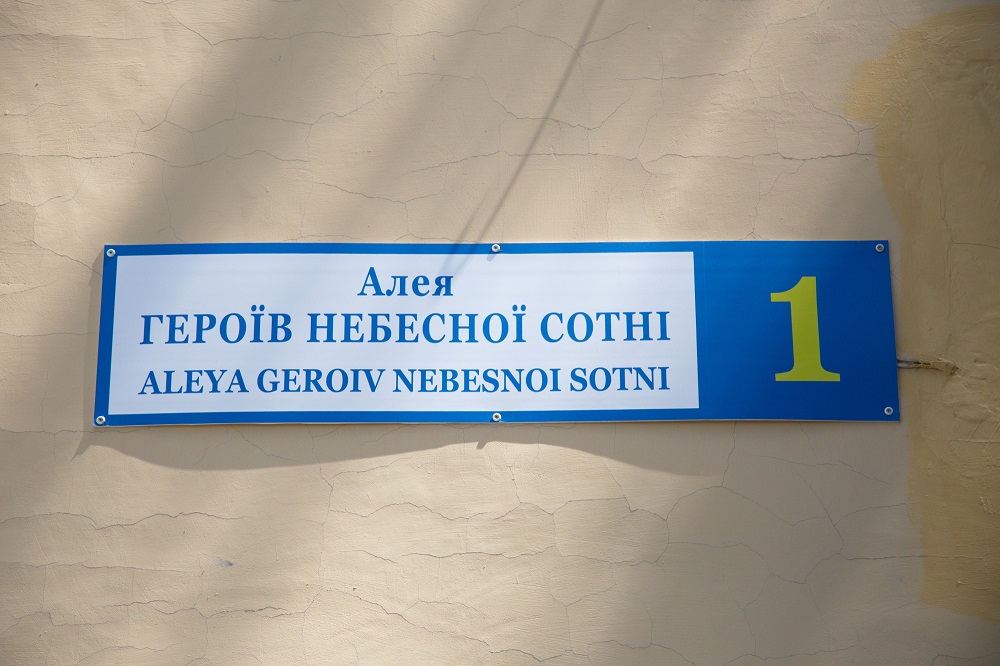 Алея
ГЕРОЇВ НЕБЕСНОЇ СОТНІ
ALEYA GEROIV NEBESNOI SOTNI
1